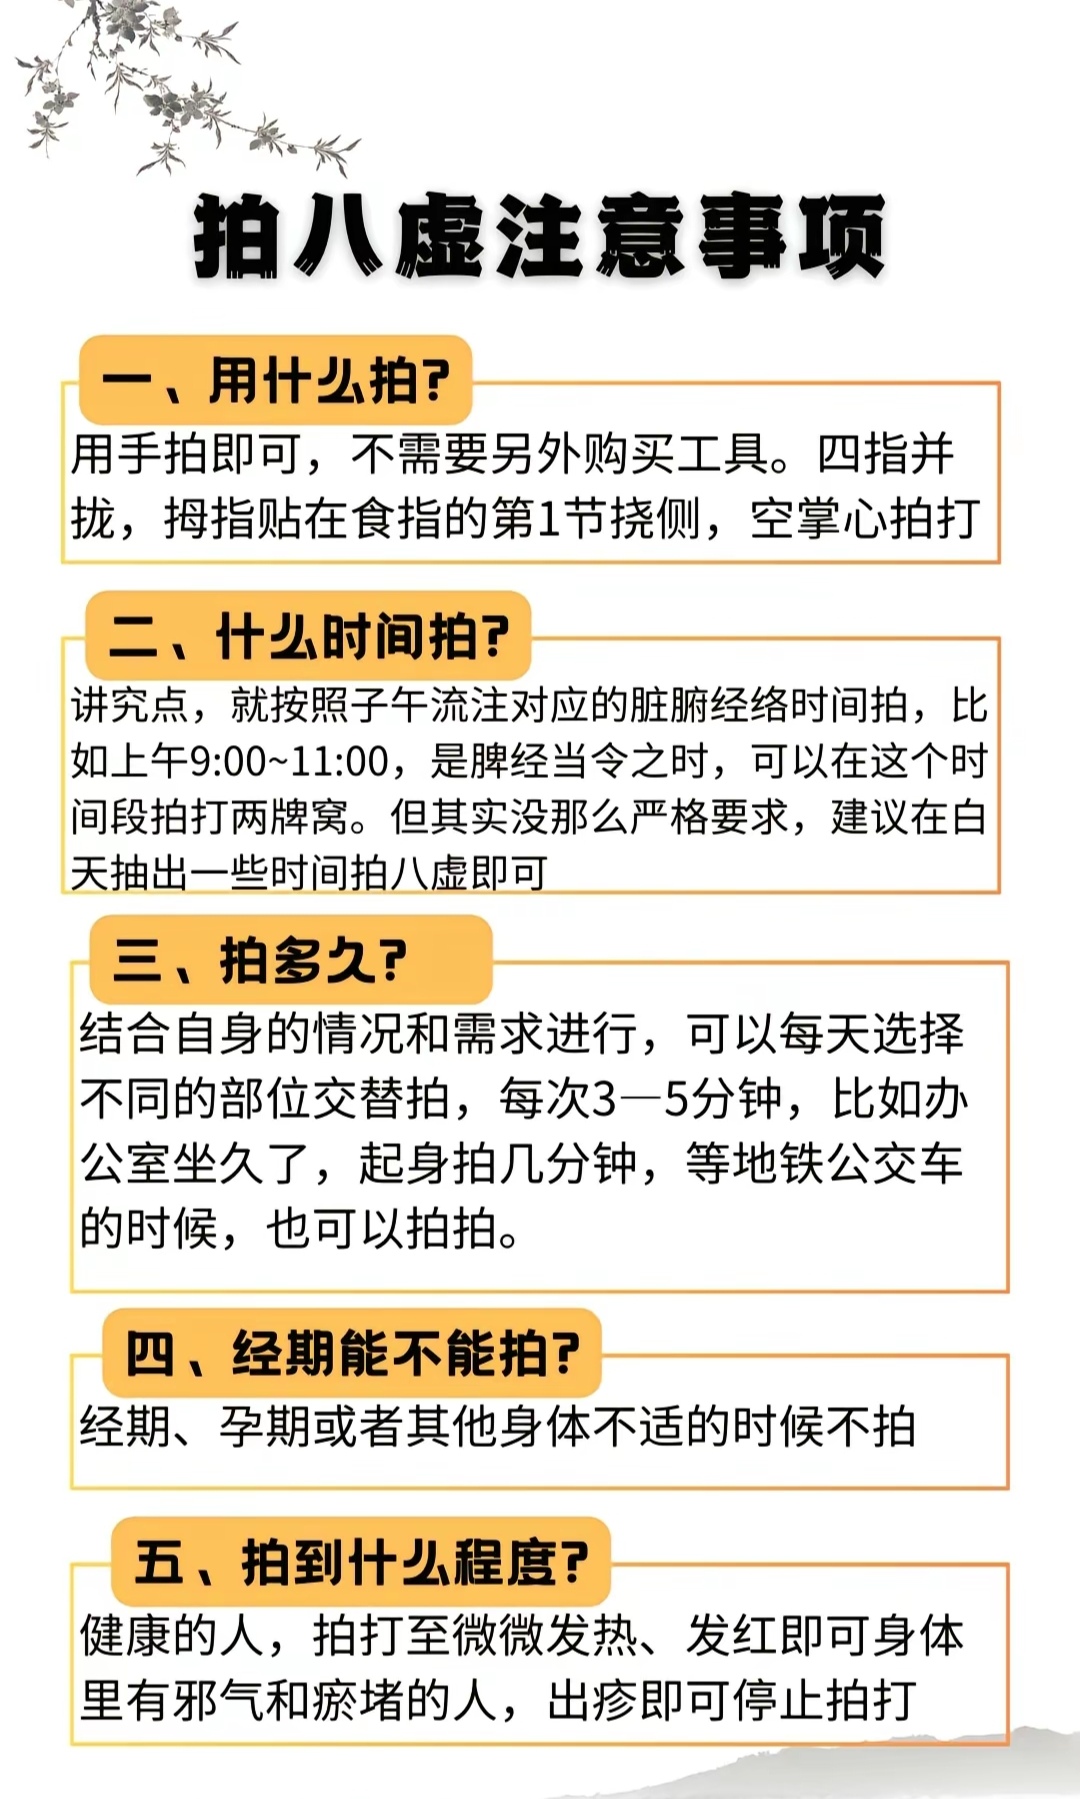 拍八虚注意事项
一、用什么拍?
用手拍即可，不需要另外购买工具。四指并
拢，拇指贴在食指的第1节挠侧，空掌心拍打
二、什么时间拍?
讲究点，就按照子午流注对应的脏腑经络时间拍，比
如上午9:00~11:00，是脾经当令之时，可以在这个时
间段拍打两牌窝。但其实没那么严格要求，建议在白
天抽出一些时间拍八虚即可
三、拍多久?
结合自身的情况和需求进行，可以每天选择
不同的部位交替拍，每次3—5分钟，比如办
公室坐久了，起身拍几分钟，等地铁公交车
的时候，也可以拍拍。
四、经期能不能拍?
经期、孕期或者其他身体不适的时候不拍
五、拍到什么程度?
健康的人，拍打至微微发热、发红即可身体
里有邪气和瘀堵的人，出疹即可停止拍打